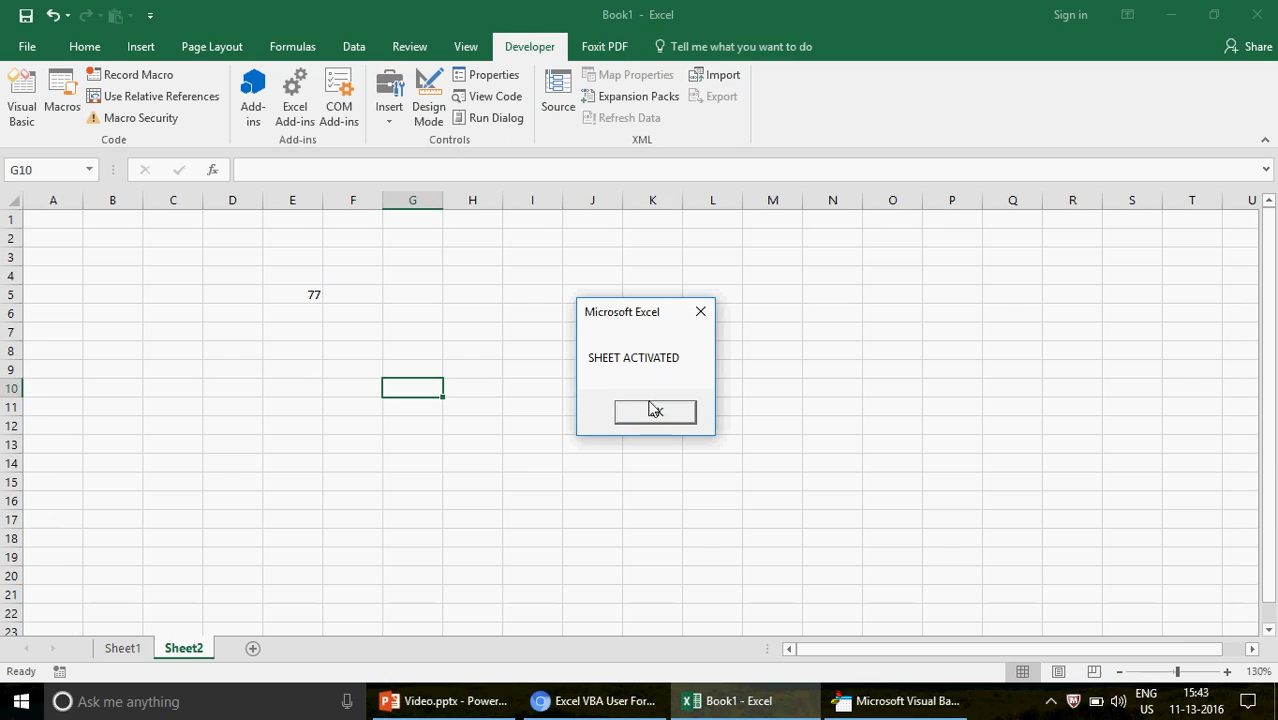 Book1 - Excel
Sign in
File Home Insert Page Layout Formulas Data Review View Developer Foxit PDF Tell me what you want to do Share
Visual Basic
Macros
Record Macro
Use Relative References
Macro Security
Code
Add-ins
Excel Add-ins
COM Add-ins
Add-ins
Insert
Design Mode
Properties
View Code
Run Dialog
Controls
Source
Map Properties
Expansion Packs
Refresh Data
Import
Export
XML
G10
fx
A B C D E F G H I J K L M N O P Q R S T U
1
2
3
4
5 77
6
7
8
9
10
11
12
13
14
15
16
17
18
19
20
21
22
23
Microsoft Excel
SHEET ACTIVATED
Sheet1 Sheet2
Ready
130%
Ask me anything
Video.pptx - Power...
Excel VBA User For...
Book1 - Excel
Microsoft Visual Ba...
ENG
US
15:43
11-13-2016